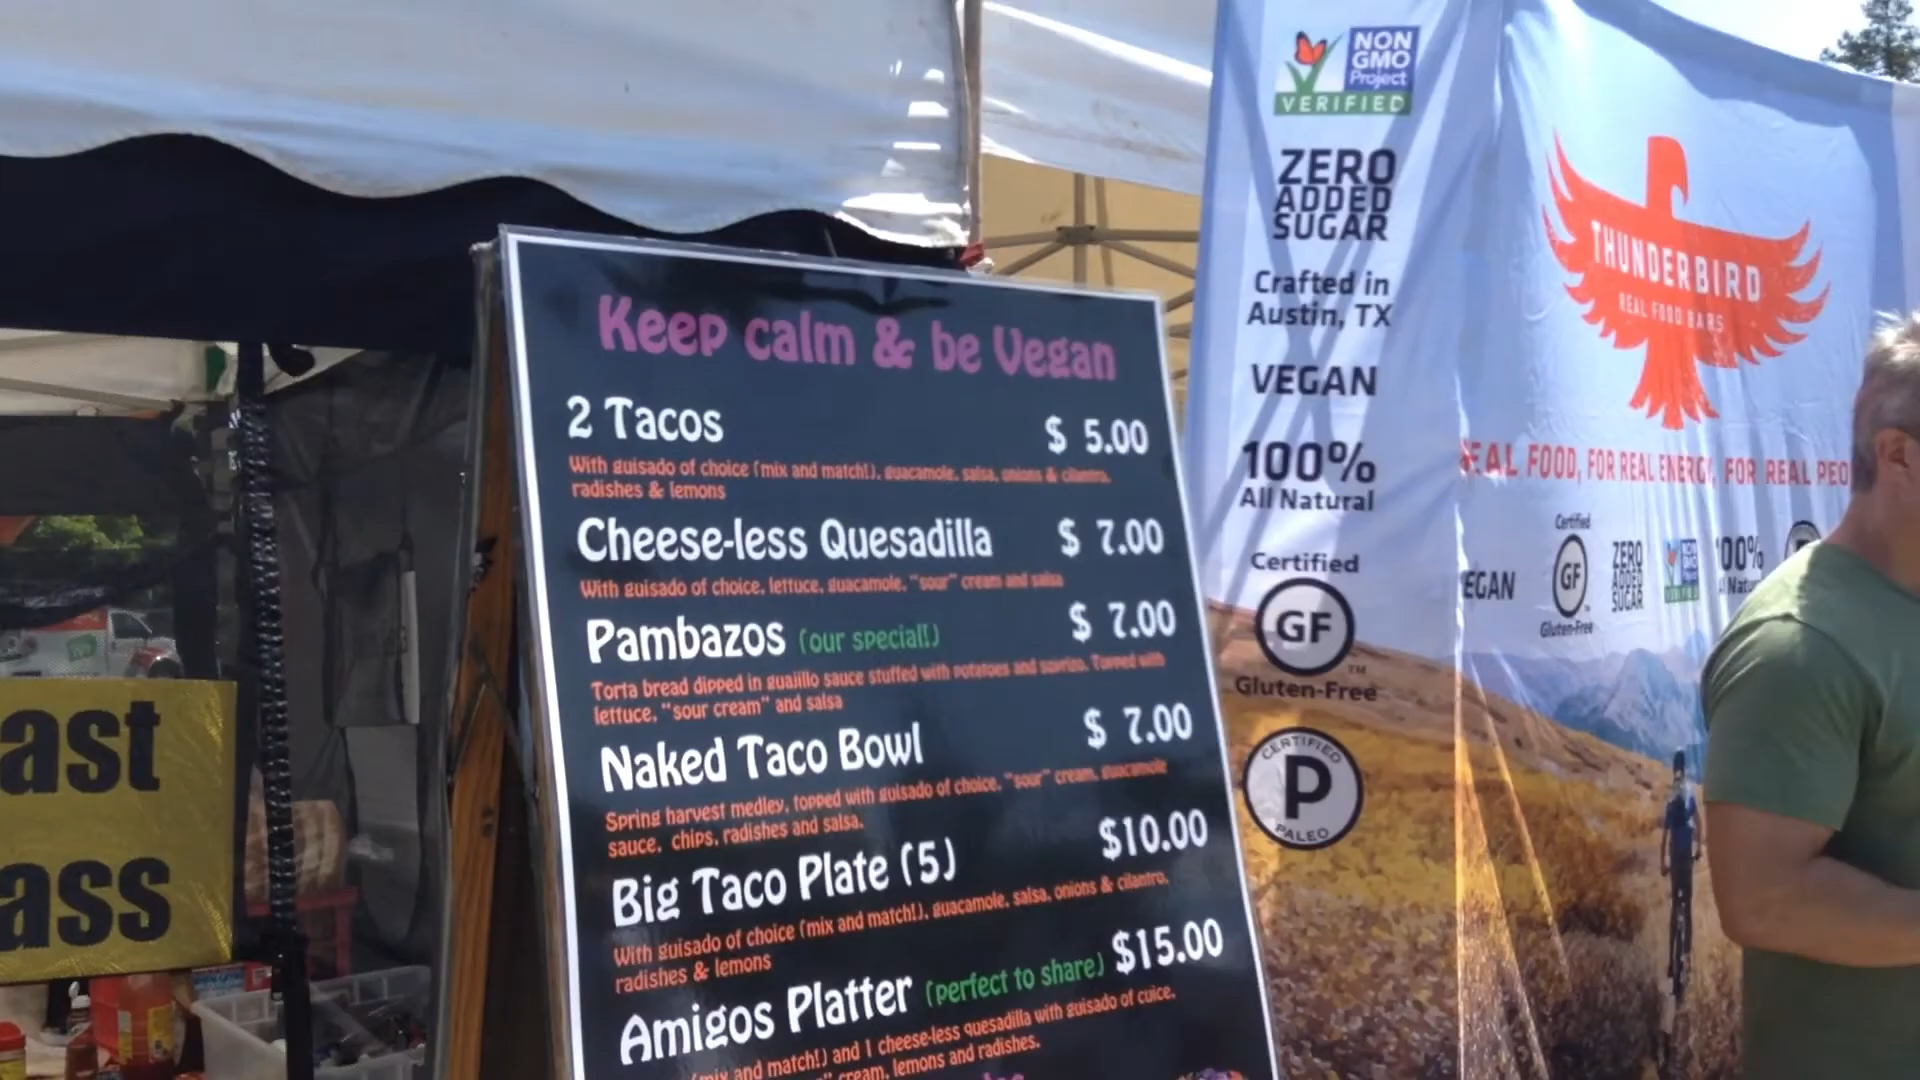 Keep calm & be Vegan
2 Tacos $ 5.00
With guisado of choice (mix and match!), guacamole, salsa, onions & cilantro,
radishes & lemons
Cheese-less Quesadilla $ 7.00
With guisado of choice, lettuce, guacamole, "sour" cream and salsa
Pambazos (our special!) $ 7.00
Torta bread dipped in guajillo sauce stuffed with potatoes and soyrizo. Topped with
lettuce, "sour cream" and salsa
Naked Taco Bowl $ 7.00
Spring harvest medley, topped with guisado of choice, "sour" cream, guacamole
sauce, chips, radishes and salsa.
Big Taco Plate (5) $10.00
With guisado of choice (mix and match!), guacamole, salsa, onions & cilantro,
radishes & lemons
Amigos Platter (perfect to share) $15.00
(mix and match!) and 1 cheese-less quesadilla with guisado of cuice,
cream, lemons and radishes.
ast
ass
NON
GMO
Project
VERIFIED
ZERO
ADDED
SUGAR
Crafted in
Austin, TX
VEGAN
100%
All Natural
Certified
GF
TM
Gluten-Free
CERTIFIED
P
PALEO
THUNDERBIRD
REAL FOOD BARS
REAL FOOD, FOR REAL ENERGY, FOR REAL PEO
EGAN
Certified
GF
Gluten-Free
ZERO
ADDED
SUGAR
NON
GMO
VERIFIED
100%
All Natu